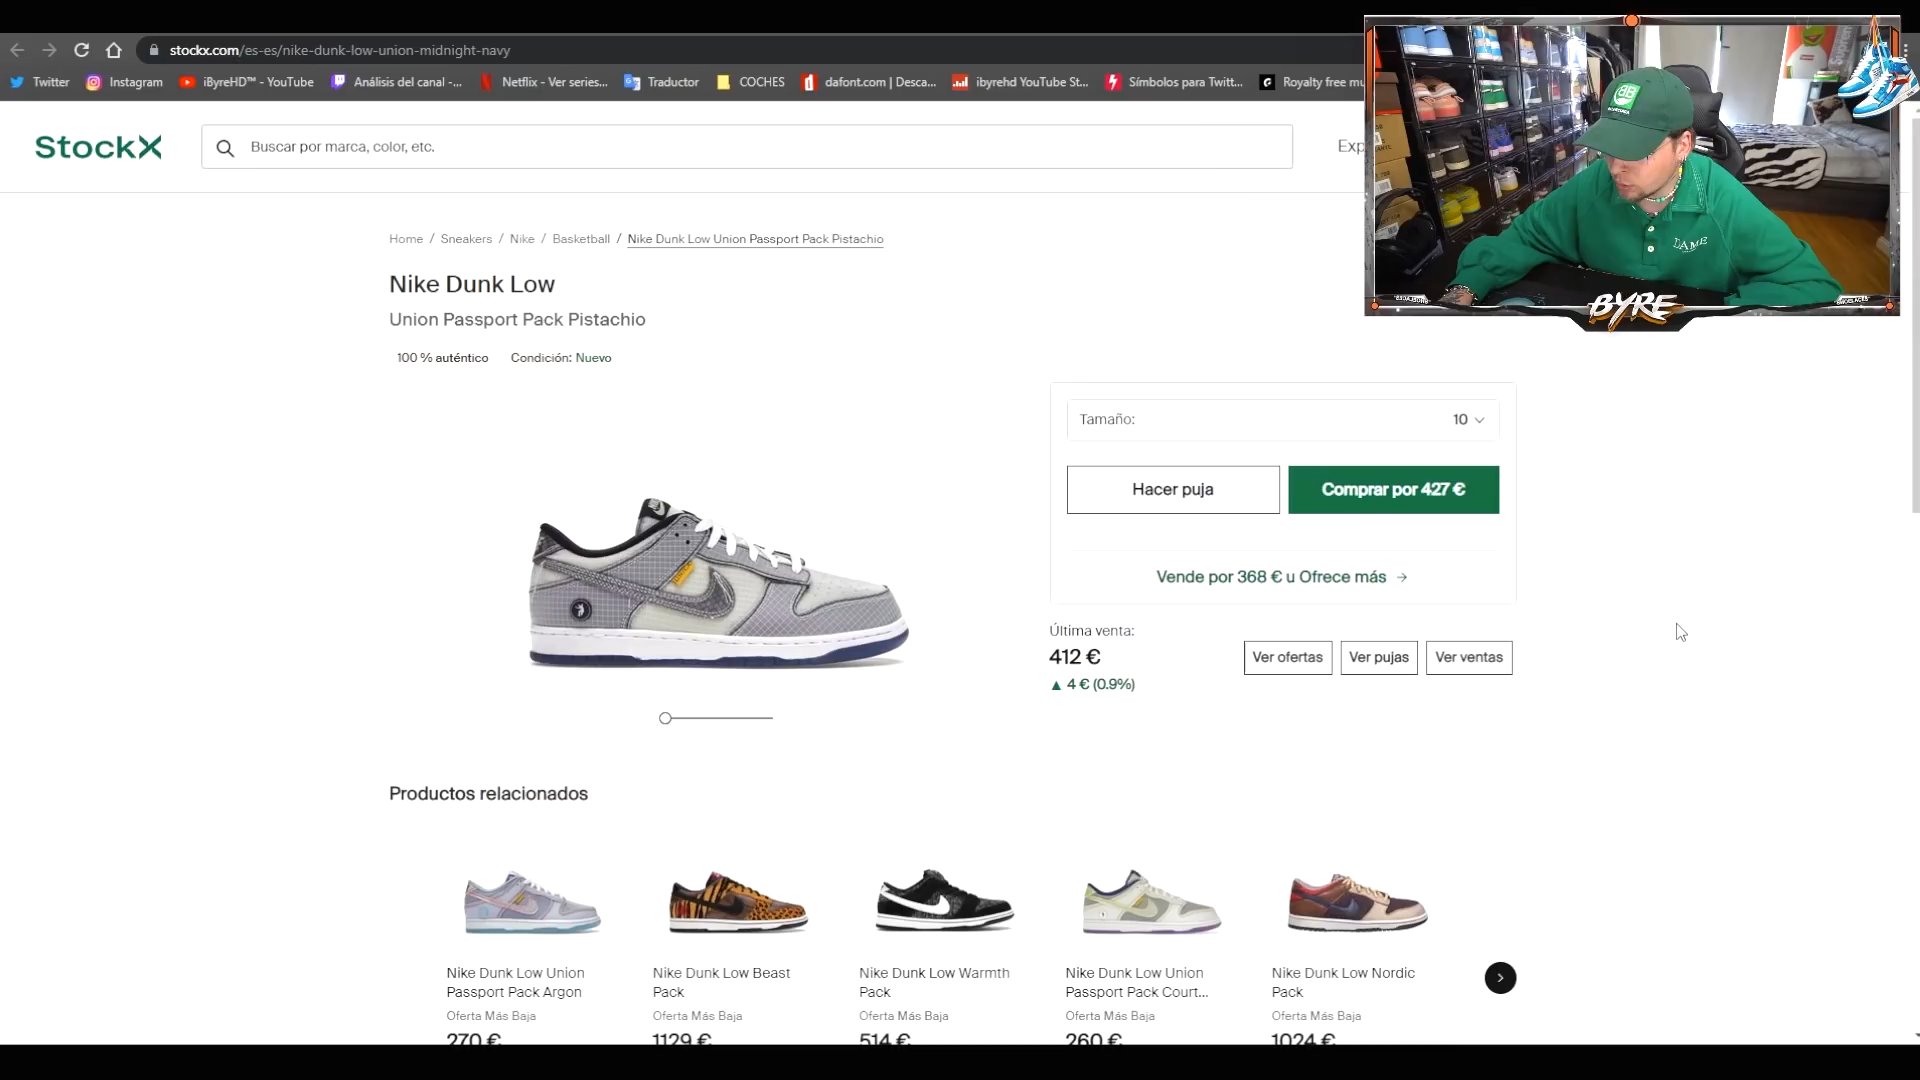 stockx.com/es-es/nike-dunk-low-union-midnight-navy
Twitter
Instagram
iByreHD™ - YouTube
Análisis del canal -...
Netflix - Ver series...
Traductor
COCHES
dafont.com | Desca...
ibyrehd YouTube St...
Símbolos para Twitt...
Royalty free mu
StockX
Buscar por marca, color, etc.
Exp
Home / Sneakers / Nike / Basketball / Nike Dunk Low Union Passport Pack Pistachio
Nike Dunk Low
Union Passport Pack Pistachio
100 % auténtico
Condición: Nuevo
Tamaño:
10
Hacer puja
Comprar por 427 €
Vende por 368 € u Ofrece más →
Última venta:
412 €
▲ 4 € (0.9%)
Ver ofertas
Ver pujas
Ver ventas
Productos relacionados
Nike Dunk Low Union
Passport Pack Argon
Oferta Más Baja
270 €
Nike Dunk Low Beast
Pack
Oferta Más Baja
1129 €
Nike Dunk Low Warmth
Pack
Oferta Más Baja
514 €
Nike Dunk Low Union
Passport Pack Court...
Oferta Más Baja
260 €
Nike Dunk Low Nordic
Pack
Oferta Más Baja
1024 €
DAME
BYRE